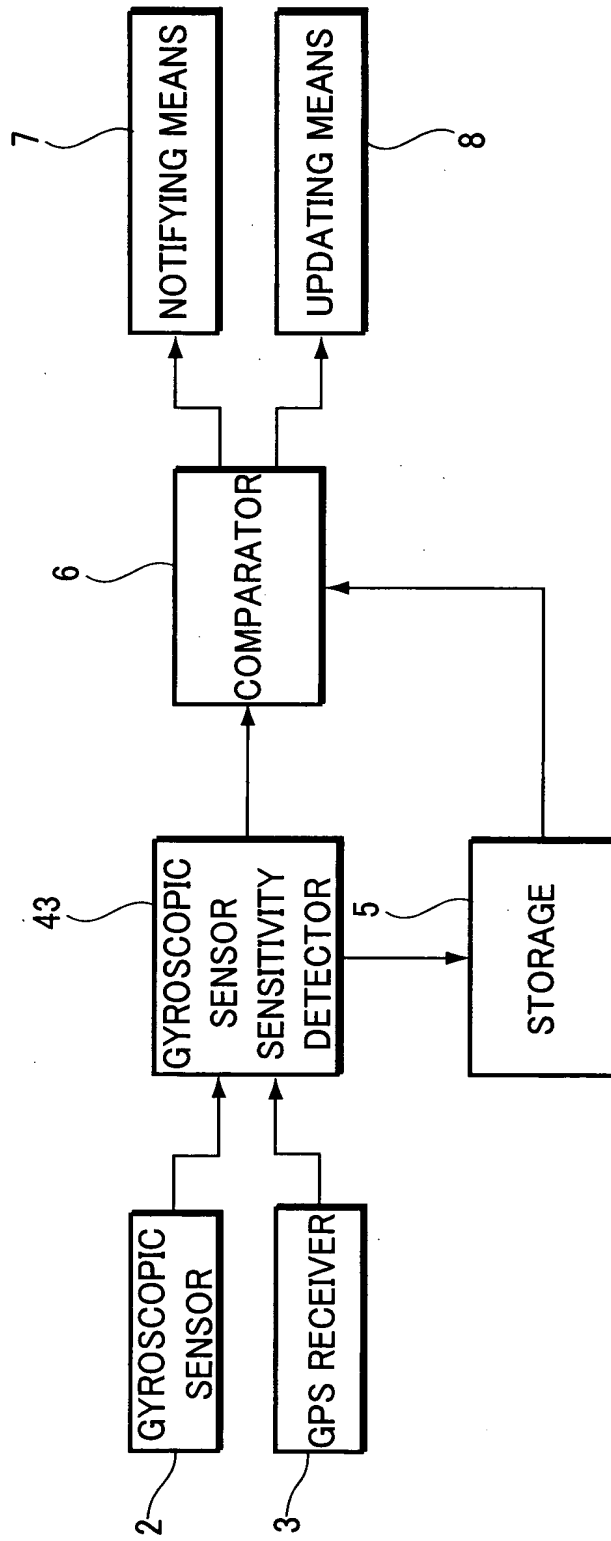 2
GYROSCOPIC
SENSOR
3
GPS RECEIVER
43
GYROSCOPIC
SENSOR
SENSITIVITY
DETECTOR
5
STORAGE
6
COMPARATOR
7
NOTIFYING MEANS
UPDATING MEANS
8